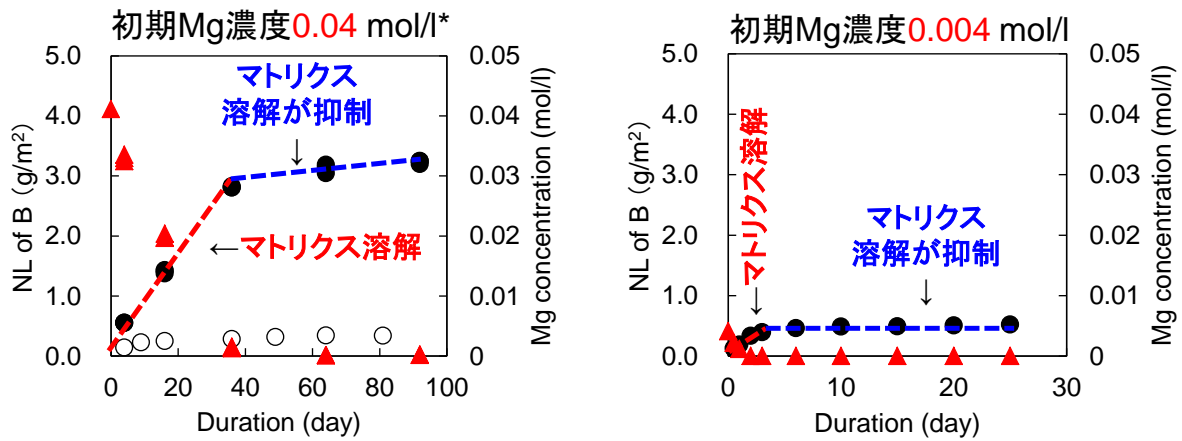 初期Mg濃度0.04 mol/l*
5.0
4.0
3.0
2.0
1.0
0.0
NL of B (g/m²)
0.05
0.04
0.03
0.02
0.01
0
Mg concentration (mol/l)
マトリクス
溶解が抑制
↓
←マトリクス溶解
0 20 40 60 80 100
Duration (day)
初期Mg濃度0.004 mol/l
5.0
4.0
3.0
2.0
1.0
0.0
NL of B (g/m²)
0.05
0.04
0.03
0.02
0.01
0
Mg concentration (mol/l)
マトリクス溶解
↓
マトリクス
溶解が抑制
↓
0 10 20 30
Duration (day)